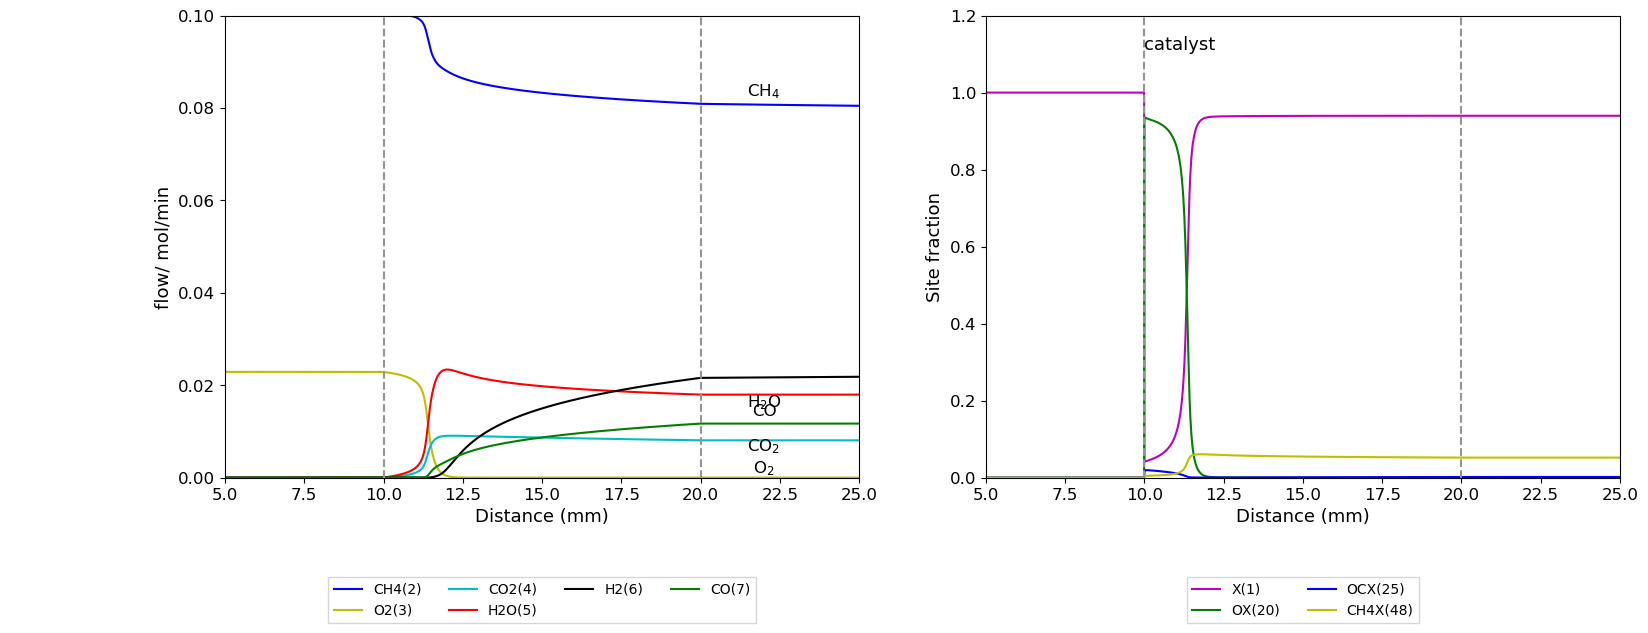 0.10
0.08
0.06
0.04
0.02
0.00
flow/ mol/min
CH₄
H₂O
CO
CO₂
O₂
5.0 7.5 10.0 12.5 15.0 17.5 20.0 22.5 25.0
Distance (mm)
CH4(2) CO2(4) H2(6) CO(7)
O2(3) H2O(5)
1.2
1.0
0.8
0.6
0.4
0.2
0.0
Site fraction
catalyst
5.0 7.5 10.0 12.5 15.0 17.5 20.0 22.5 25.0
Distance (mm)
X(1) OCX(25)
OX(20) CH4X(48)